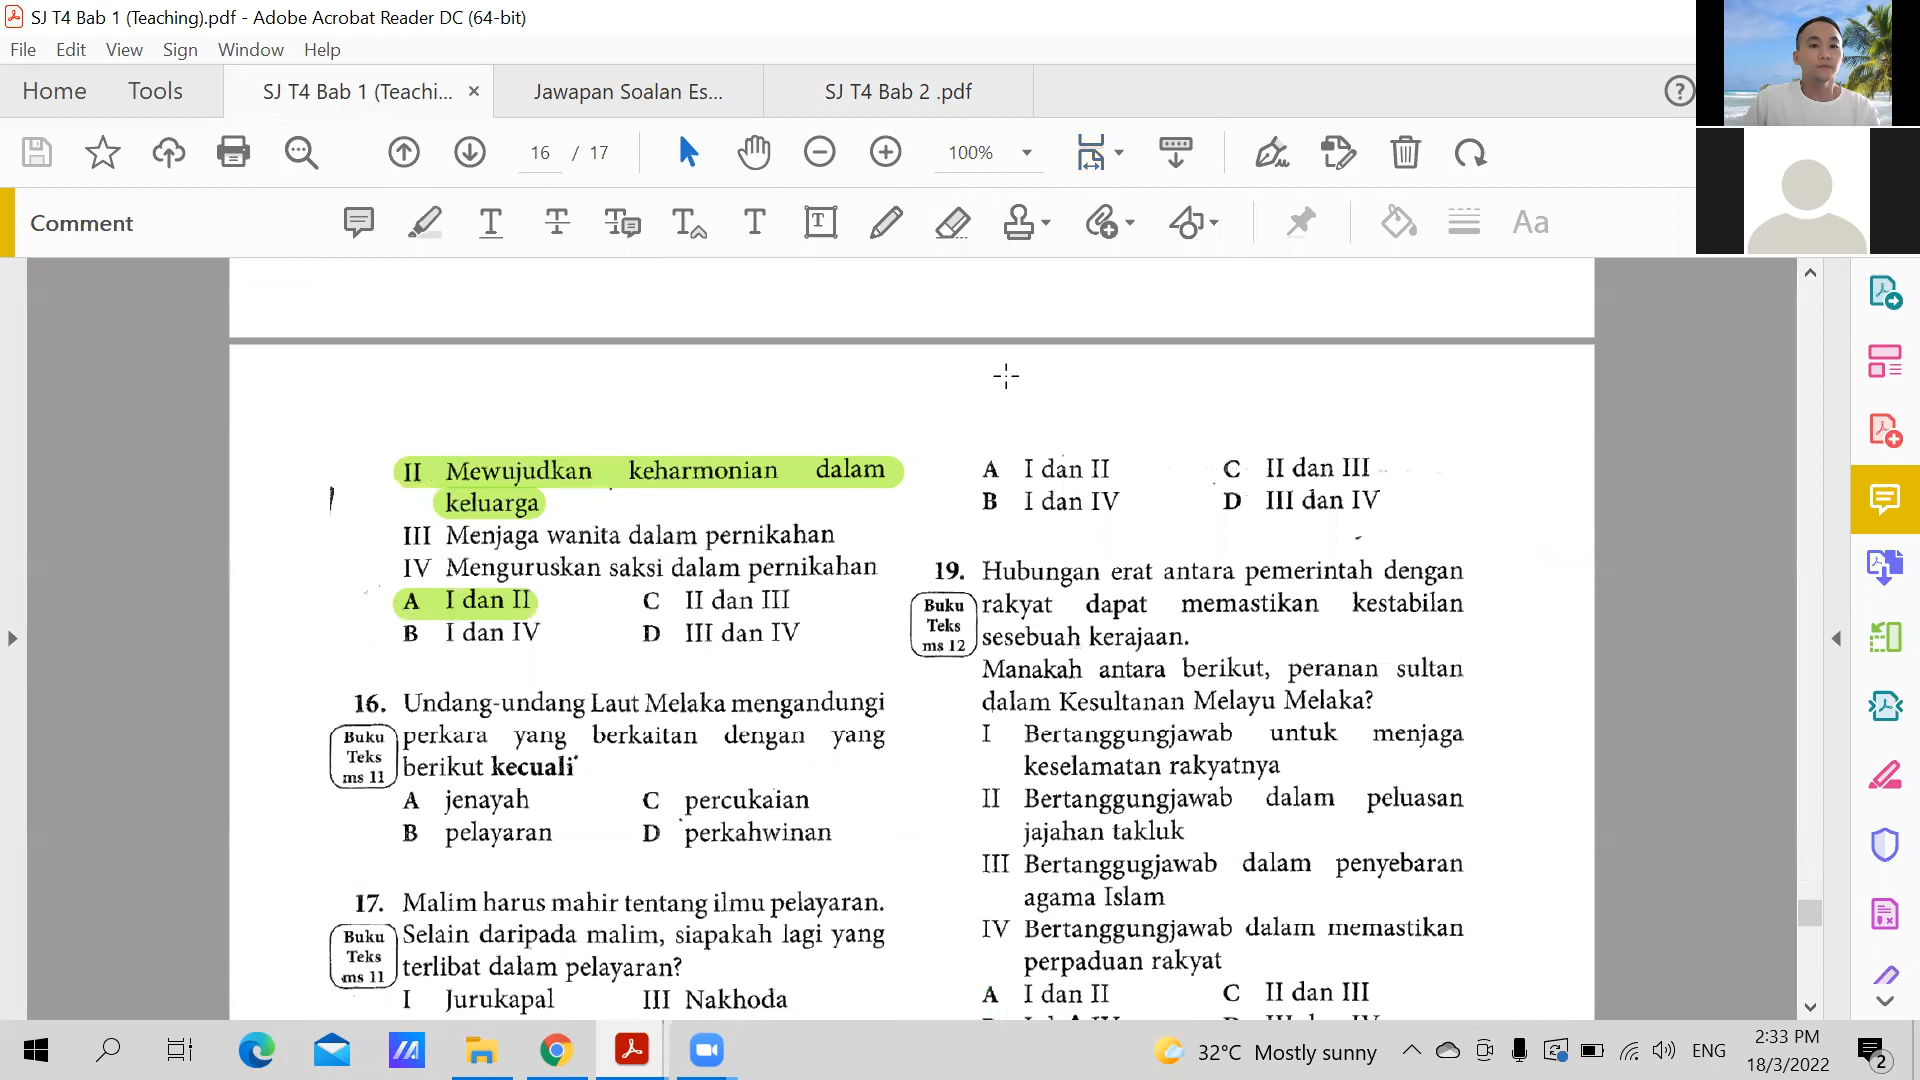 SJ T4 Bab 1 (Teaching).pdf - Adobe Acrobat Reader DC (64-bit)
File Edit View Sign Window Help
Home Tools SJ T4 Bab 1 (Teachi... × Jawapan Soalan Es... SJ T4 Bab 2 .pdf
16 / 17 100%
Comment
II Mewujudkan keharmonian dalam
keluarga
III Menjaga wanita dalam pernikahan
IV Menguruskan saksi dalam pernikahan
A I dan II C II dan III
B I dan IV D III dan IV
16. Undang-undang Laut Melaka mengandungi
perkara yang berkaitan dengan yang
berikut kecuali
Buku
Teks
ms 11
A jenayah C percukaian
B pelayaran D perkahwinan
17. Malim harus mahir tentang ilmu pelayaran.
Selain daripada malim, siapakah lagi yang
terlibat dalam pelayaran?
Buku
Teks
ms 11
I Jurukapal III Nakhoda
A I dan II C II dan III
B I dan IV D III dan IV
19. Hubungan erat antara pemerintah dengan
rakyat dapat memastikan kestabilan
sesebuah kerajaan.
Buku
Teks
ms 12
Manakah antara berikut, peranan sultan
dalam Kesultanan Melayu Melaka?
I Bertanggungjawab untuk menjaga
keselamatan rakyatnya
II Bertanggungjawab dalam peluasan
jajahan takluk
III Bertanggugjawab dalam penyebaran
agama Islam
IV Bertanggungjawab dalam memastikan
perpaduan rakyat
A I dan II C II dan III
32°C Mostly sunny ENG
2:33 PM
18/3/2022
2